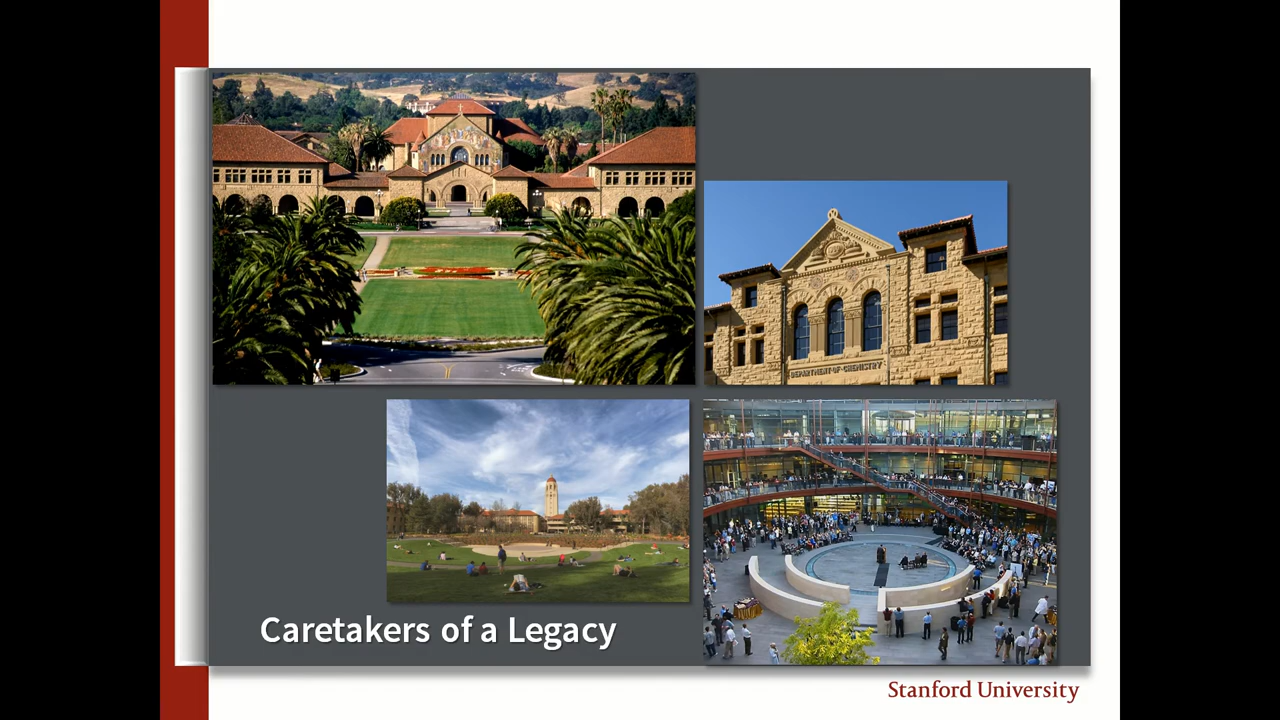 DEPARTMENT OF CHEMISTRY
Caretakers of a Legacy
Stanford University